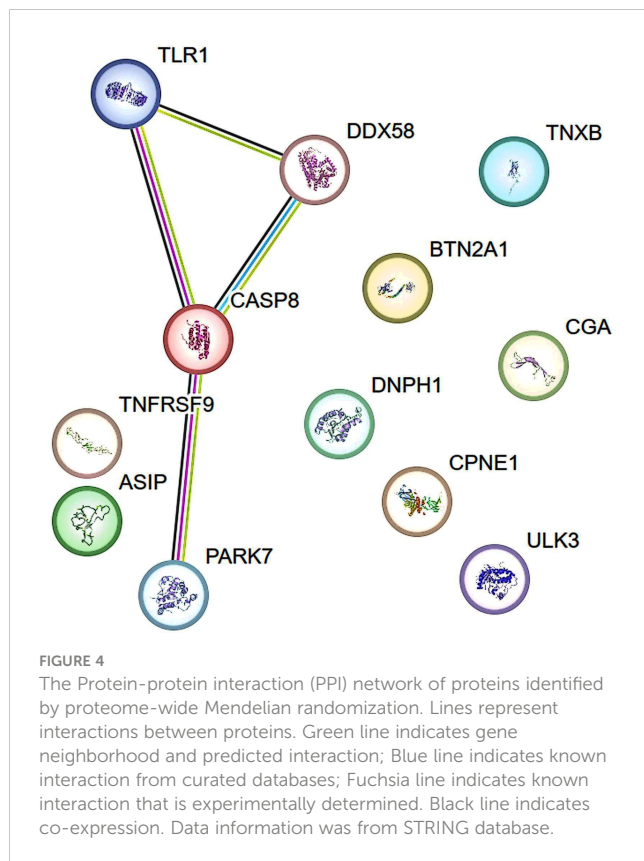 TLR1
DDX58
TNXB
BTN2A1
CASP8
CGA
DNPH1
TNFRSF9
CPNE1
ASIP
ULK3
PARK7
FIGURE 4
The Protein-protein interaction (PPI) network of proteins identified
by proteome-wide Mendelian randomization. Lines represent
interactions between proteins. Green line indicates gene
neighborhood and predicted interaction; Blue line indicates known
interaction from curated databases; Fuchsia line indicates known
interaction that is experimentally determined. Black line indicates
co-expression. Data information was from STRING database.